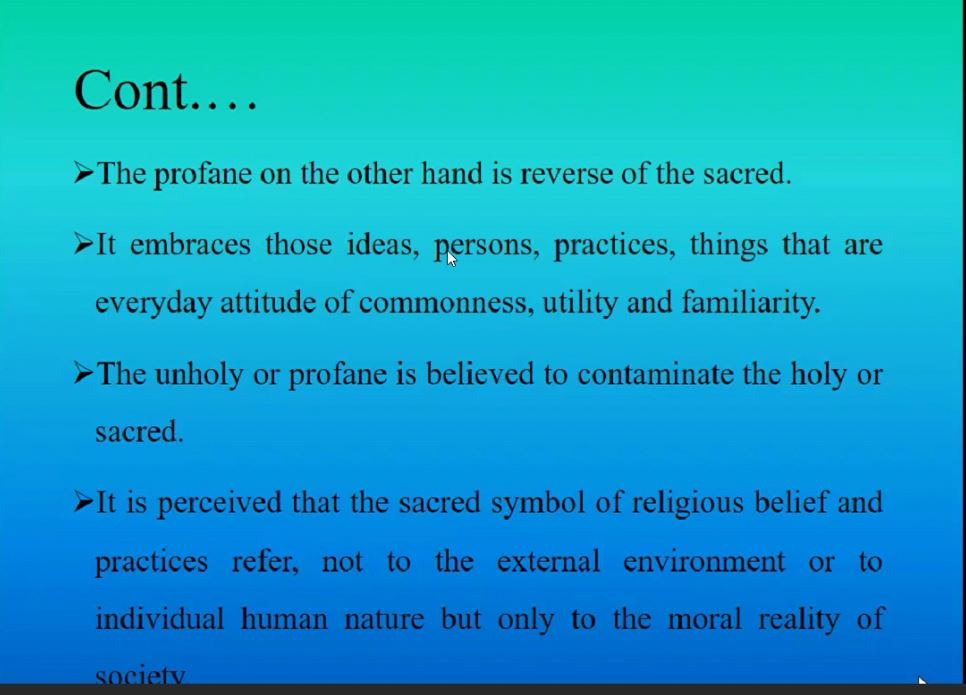 Cont.…
➢The profane on the other hand is reverse of the sacred.
➢It embraces those ideas, persons, practices, things that are
everyday attitude of commonness, utility and familiarity.
➢The unholy or profane is believed to contaminate the holy or
sacred.
➢It is perceived that the sacred symbol of religious belief and
practices refer, not to the external environment or to
individual human nature but only to the moral reality of
society.